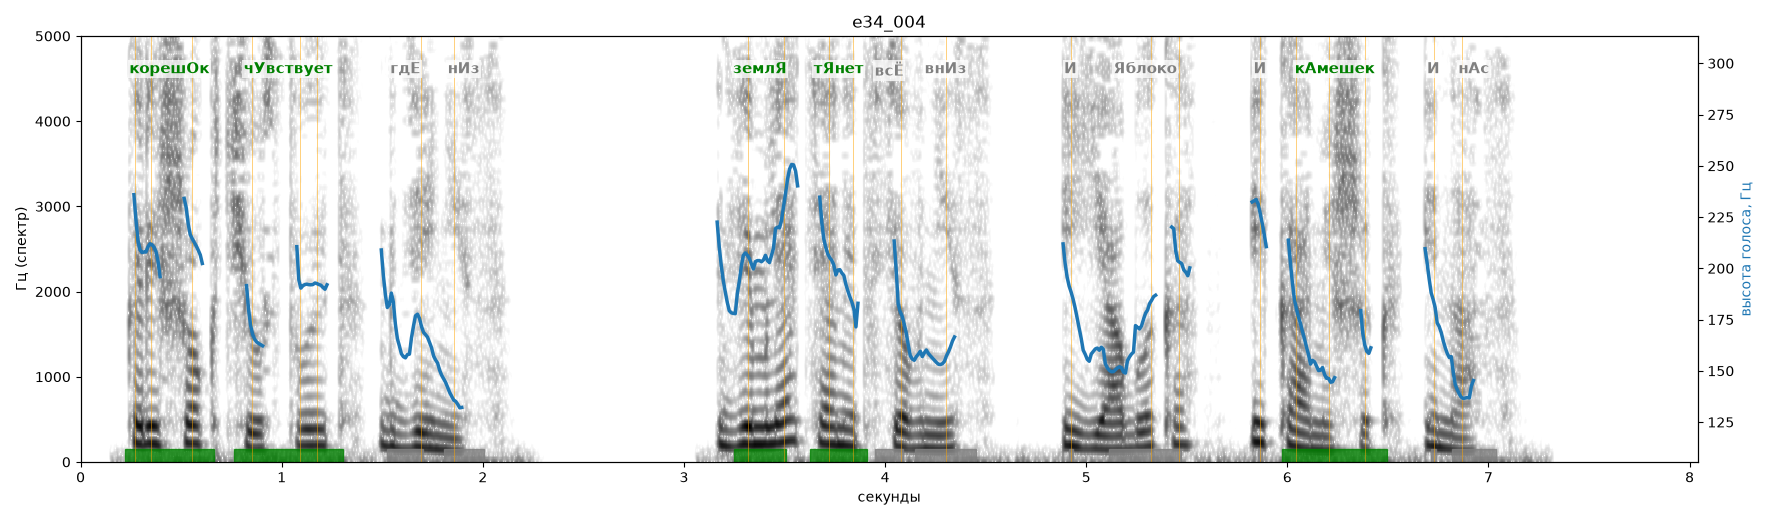 e34_004
корешОк чУвствует гдЕ нИз землЯ тЯнет всЁ внИз И Яблоко И кАмешек И нАс
5000
4000
3000
2000
1000
0
Гц (спектр)
300
275
250
225
200
175
150
125
высота голоса, Гц
0 1 2 3 4 5 6 7 8
секунды